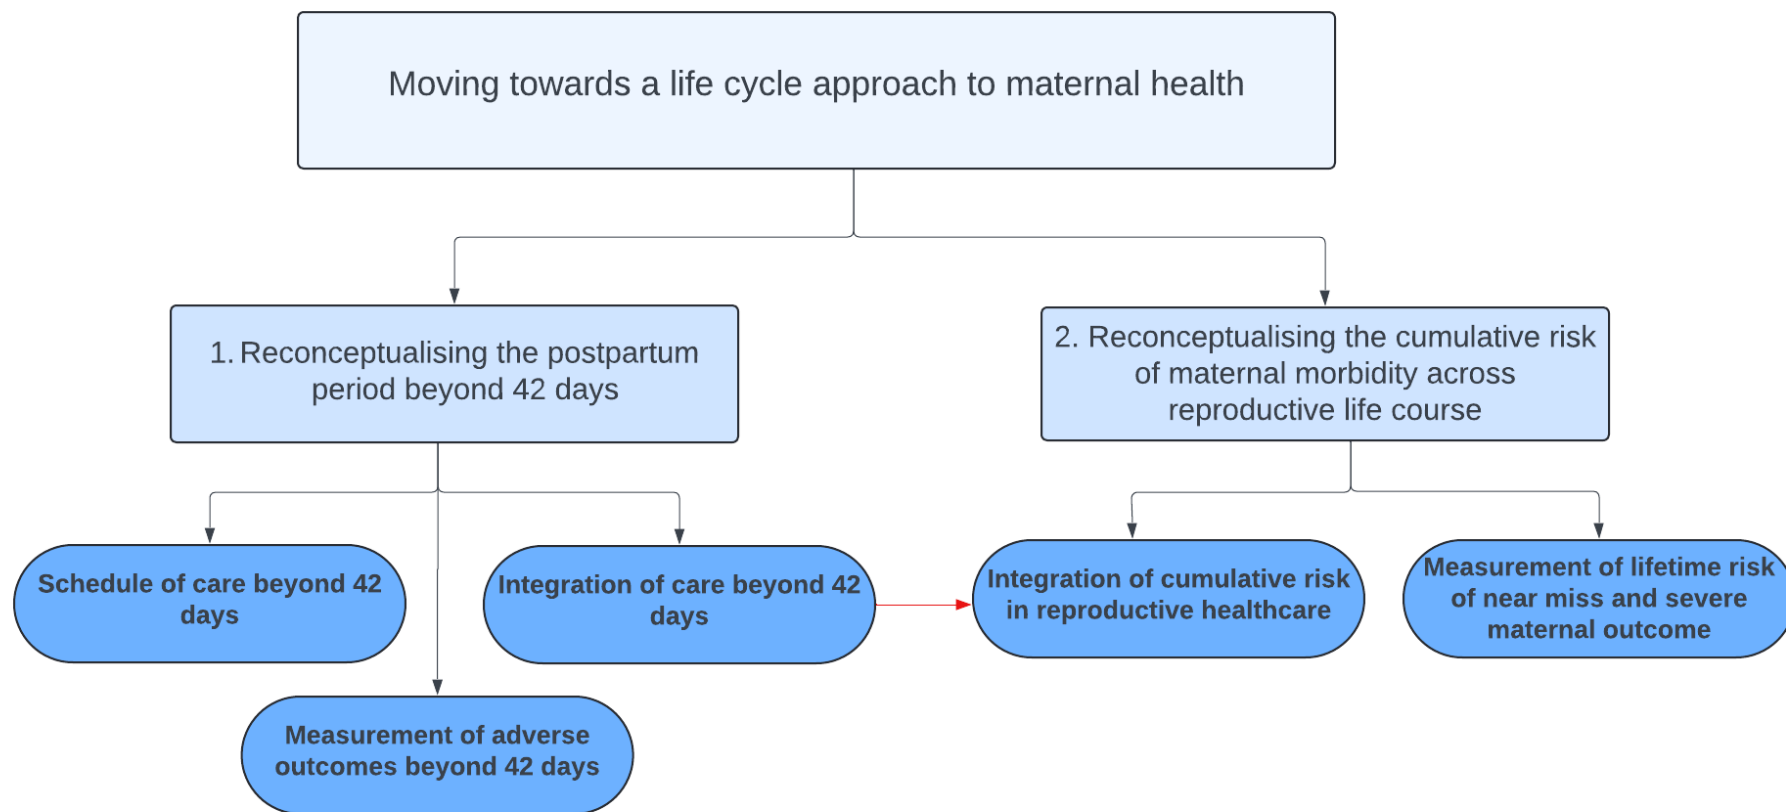 Moving towards a life cycle approach to maternal health
1. Reconceptualising the postpartum
period beyond 42 days
2. Reconceptualising the cumulative risk
of maternal morbidity across
reproductive life course
Schedule of care beyond 42
days
Integration of care beyond 42
days
Integration of cumulative risk
in reproductive healthcare
Measurement of lifetime risk
of near miss and severe
maternal outcome
Measurement of adverse
outcomes beyond 42 days